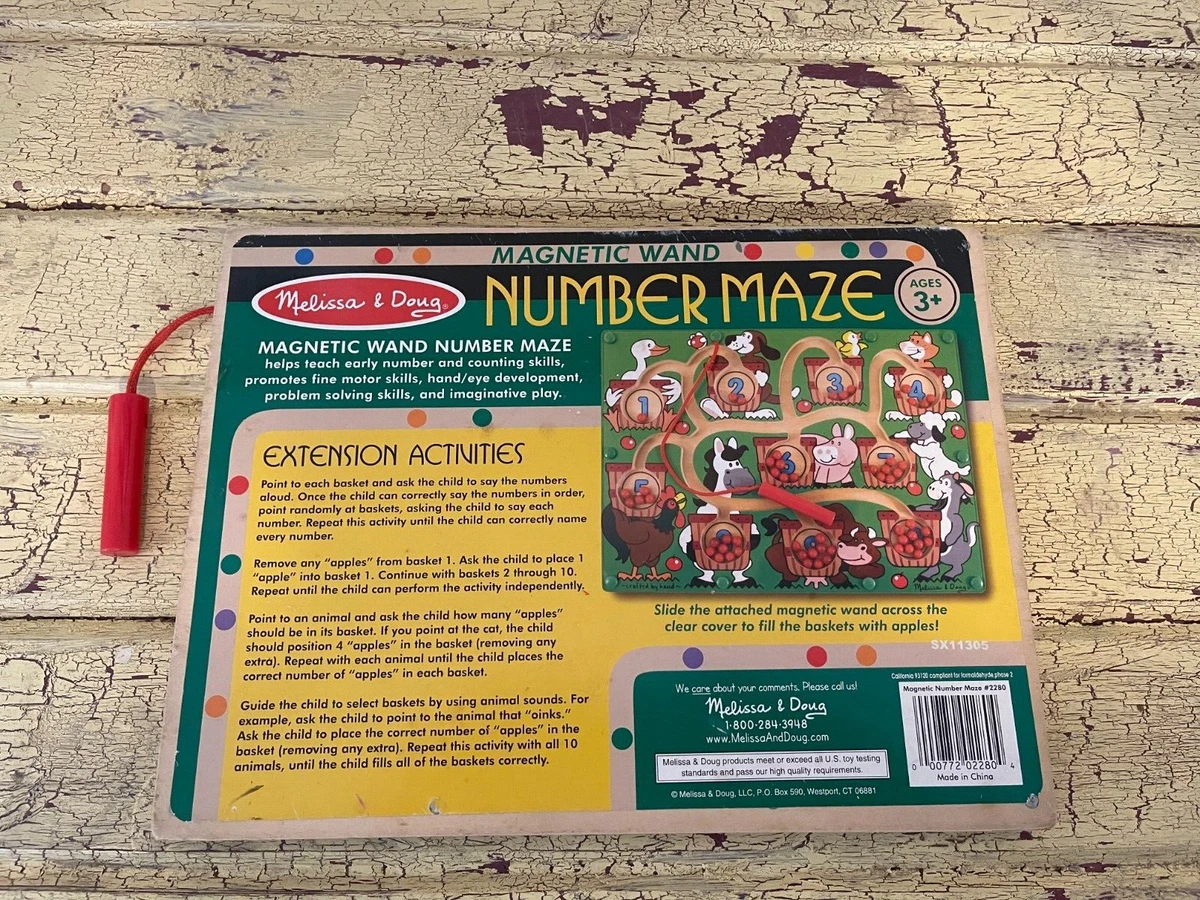 MAGNETIC WAND
Melissa & Doug®
NUMBER MAZE
AGES
3+
MAGNETIC WAND NUMBER MAZE
helps teach early number and counting skills,
promotes fine motor skills, hand/eye development,
problem solving skills, and imaginative play.
EXTENSION ACTIVITIES
Point to each basket and ask the child to say the numbers
aloud. Once the child can correctly say the numbers in order,
point randomly at baskets, asking the child to say each
number. Repeat this activity until the child can correctly name
every number.
Remove any “apples” from basket 1. Ask the child to place 1
“apple” into basket 1. Continue with baskets 2 through 10.
Repeat until the child can perform the activity independently.
Point to an animal and ask the child how many “apples”
should be in its basket. If you point at the cat, the child
should position 4 “apples” in the basket (removing any
extra). Repeat with each animal until the child places the
correct number of “apples” in each basket.
Guide the child to select baskets by using animal sounds. For
example, ask the child to point to the animal that “oinks.”
Ask the child to place the correct number of “apples” in the
basket (removing any extra). Repeat this activity with all 10
animals, until the child fills all of the baskets correctly.
1 2 3 4
5 6 7
crafted by hand
Melissa & Doug
Slide the attached magnetic wand across the
clear cover to fill the baskets with apples!
SX11305
We care about your comments. Please call us!
Melissa & Doug
1-800-284-3948
www.MelissaAndDoug.com
Melissa & Doug products meet or exceed all U.S. toy testing
standards and pass our high quality requirements.
© Melissa & Doug, LLC, P.O. Box 590, Westport, CT 06881
California 93120 compliant for formaldehyde phase 2
Magnetic Number Maze #2280
0 00772 02280 4
Made in China